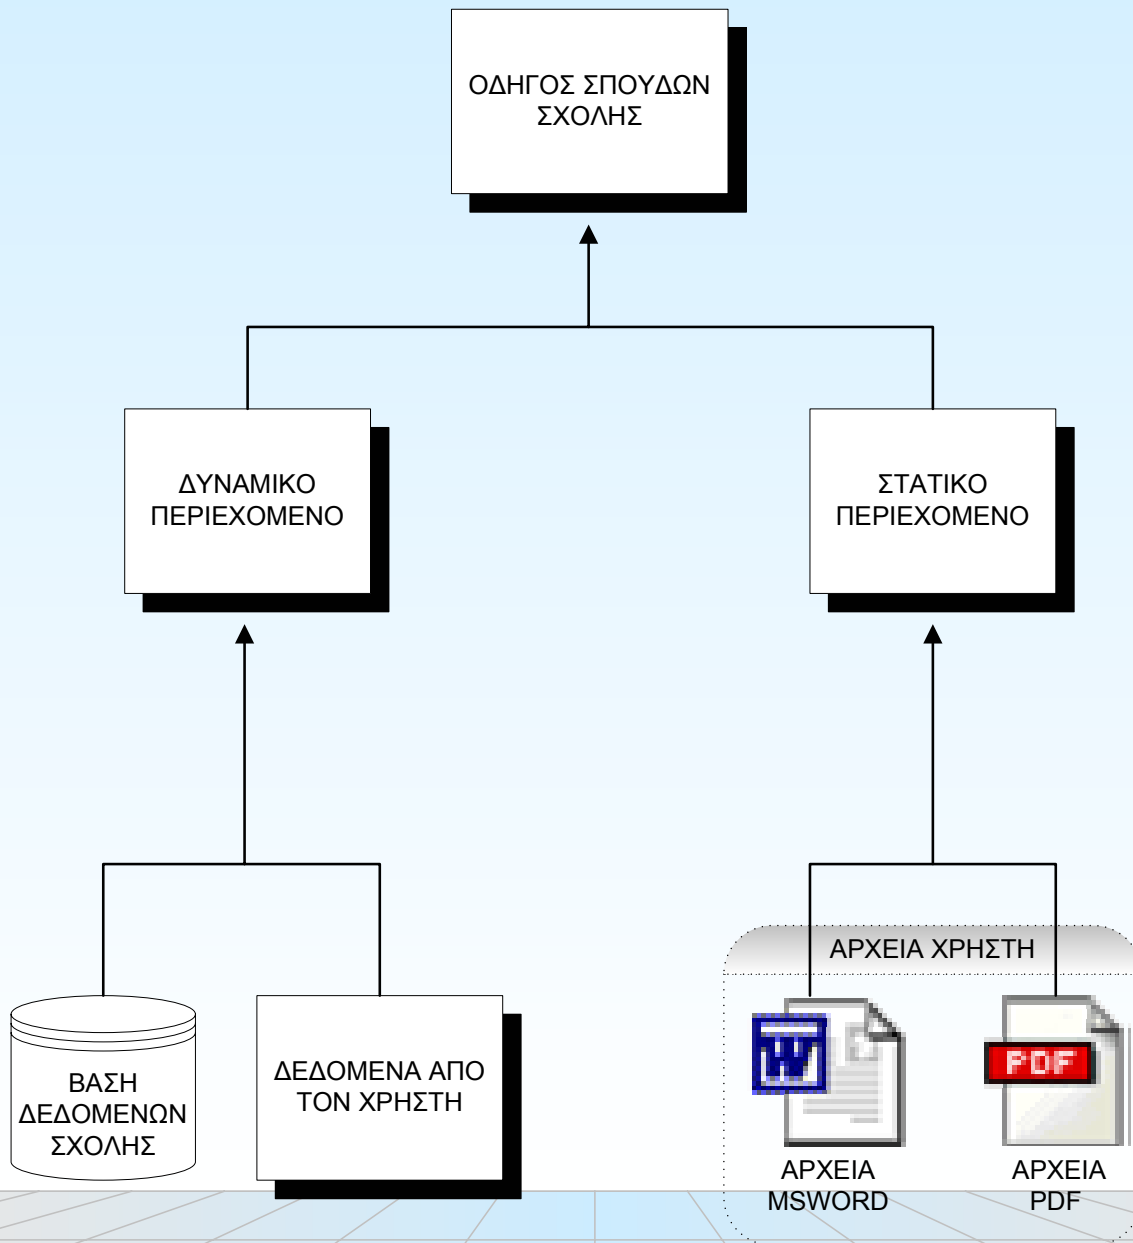 ΟΔΗΓΟΣ ΣΠΟΥΔΩΝ
ΣΧΟΛΗΣ
ΔΥΝΑΜΙΚΟ
ΠΕΡΙΕΧΟΜΕΝΟ
ΣΤΑΤΙΚΟ
ΠΕΡΙΕΧΟΜΕΝΟ
ΒΑΣΗ
ΔΕΔΟΜΕΝΩΝ
ΣΧΟΛΗΣ
ΔΕΔΟΜΕΝΑ ΑΠΟ
ΤΟΝ ΧΡΗΣΤΗ
ΑΡΧΕΙΑ ΧΡΗΣΤΗ
W
PDF
ΑΡΧΕΙΑ
MSWORD
ΑΡΧΕΙΑ
PDF